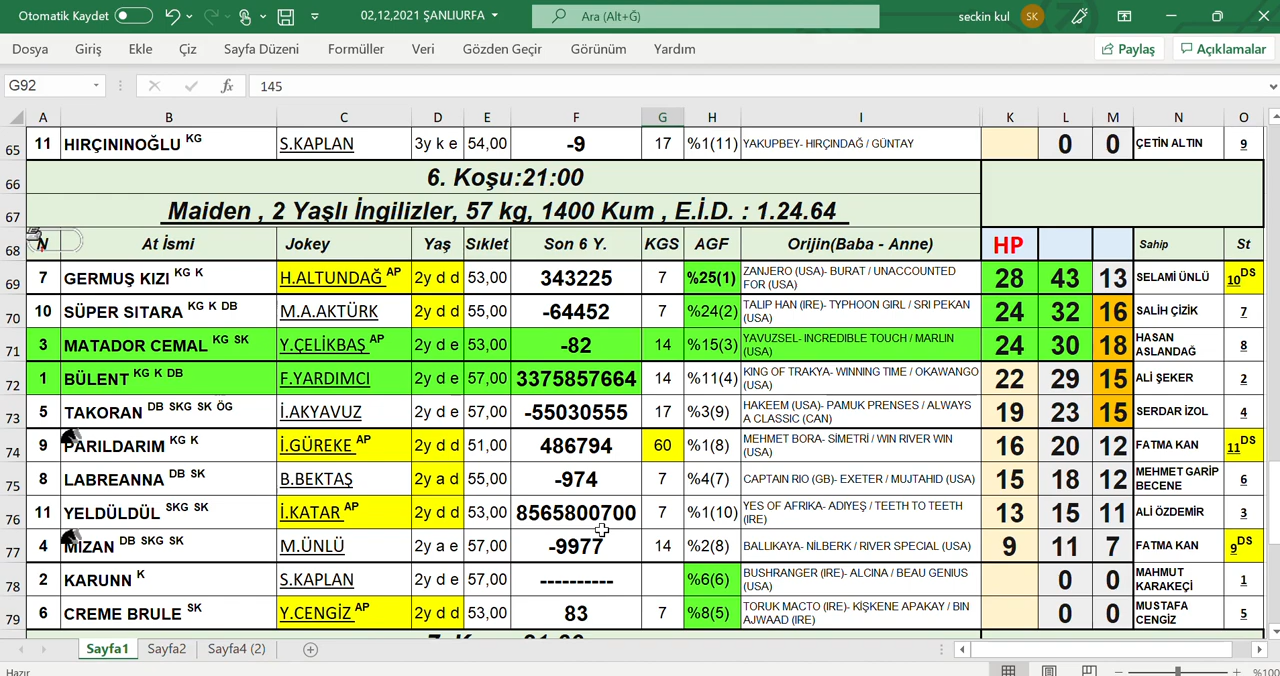 Otomatik Kaydet 02,12,2021 ŞANLIURFA Ara (Alt+Ğ) seckin kul SK
Dosya Giriş Ekle Çiz Sayfa Düzeni Formüller Veri Gözden Geçir Görünüm Yardım Paylaş Açıklamalar
G92 fx 145
A B C D E F G H I K L M N O
65 11 HIRÇININOĞLU KG S.KAPLAN 3y k e 54,00 -9 17 %1(11) YAKUPBEY- HIRÇINDAĞ / GÜNTAY 0 0 ÇETİN ALTIN 9
66 6. Koşu:21:00
67 Maiden , 2 Yaşlı İngilizler, 57 kg, 1400 Kum , E.İ.D. : 1.24.64
68 N At İsmi Jokey Yaş Sıklet Son 6 Y. KGS AGF Orijin(Baba - Anne) HP Sahip St
69 7 GERMUŞ KIZI KG K H.ALTUNDAĞ AP 2y d d 53,00 343225 7 %25(1) ZANJERO (USA)- BURAT / UNACCOUNTED FOR (USA) 28 43 13 SELAMİ ÜNLÜ 10DS
70 10 SÜPER SITARA KG K DB M.A.AKTÜRK 2y d d 55,00 -64452 7 %24(2) TALIP HAN (IRE)- TYPHOON GIRL / SRI PEKAN (USA) 24 32 16 SALİH ÇİZİK 7
71 3 MATADOR CEMAL KG SK Y.ÇELİKBAŞ AP 2y d e 53,00 -82 14 %15(3) YAVUZSEL- INCREDIBLE TOUCH / MARLIN (USA) 24 30 18 HASAN ASLANDAĞ 8
72 1 BÜLENT KG K DB F.YARDIMCI 2y d e 57,00 3375857664 14 %11(4) KING OF TRAKYA- WINNING TIME / OKAWANGO (USA) 22 29 15 ALİ ŞEKER 2
73 5 TAKORAN DB SKG SK ÖG İ.AKYAVUZ 2y d e 57,00 -55030555 17 %3(9) HAKEEM (USA)- PAMUK PRENSES / ALWAYS A CLASSIC (CAN) 19 23 15 SERDAR İZOL 4
74 9 PARILDARIM KG K İ.GÜREKE AP 2y d d 51,00 486794 60 %1(8) MEHMET BORA- SİMETRİ / WIN RIVER WIN (USA) 16 20 12 FATMA KAN 11DS
75 8 LABREANNA DB SK B.BEKTAŞ 2y a d 55,00 -974 7 %4(7) CAPTAIN RIO (GB)- EXETER / MUJTAHID (USA) 15 18 12 MEHMET GARİP BECENE 6
76 11 YELDÜLDÜL SKG SK İ.KATAR AP 2y d d 53,00 8565800700 7 %1(10) YES OF AFRIKA- ADIYEŞ / TEETH TO TEETH (IRE) 13 15 11 ALİ ÖZDEMİR 3
77 4 MIZAN DB SKG SK M.ÜNLÜ 2y a e 57,00 -9977 14 %2(8) BALLIKAYA- NİLBERK / RIVER SPECIAL (USA) 9 11 7 FATMA KAN 9DS
78 2 KARUNN K S.KAPLAN 2y d e 57,00 ---------- %6(6) BUSHRANGER (IRE)- ALCINA / BEAU GENIUS (USA) 0 0 MAHMUT KARAKEÇİ 1
79 6 CREME BRULE SK Y.CENGİZ AP 2y d d 53,00 83 7 %8(5) TORUK MACTO (IRE)- KİŞKENE APAKAY / BIN AJWAAD (IRE) 0 0 MUSTAFA CENGİZ 5
Sayfa1 Sayfa2 Sayfa4 (2)
Hazır %100